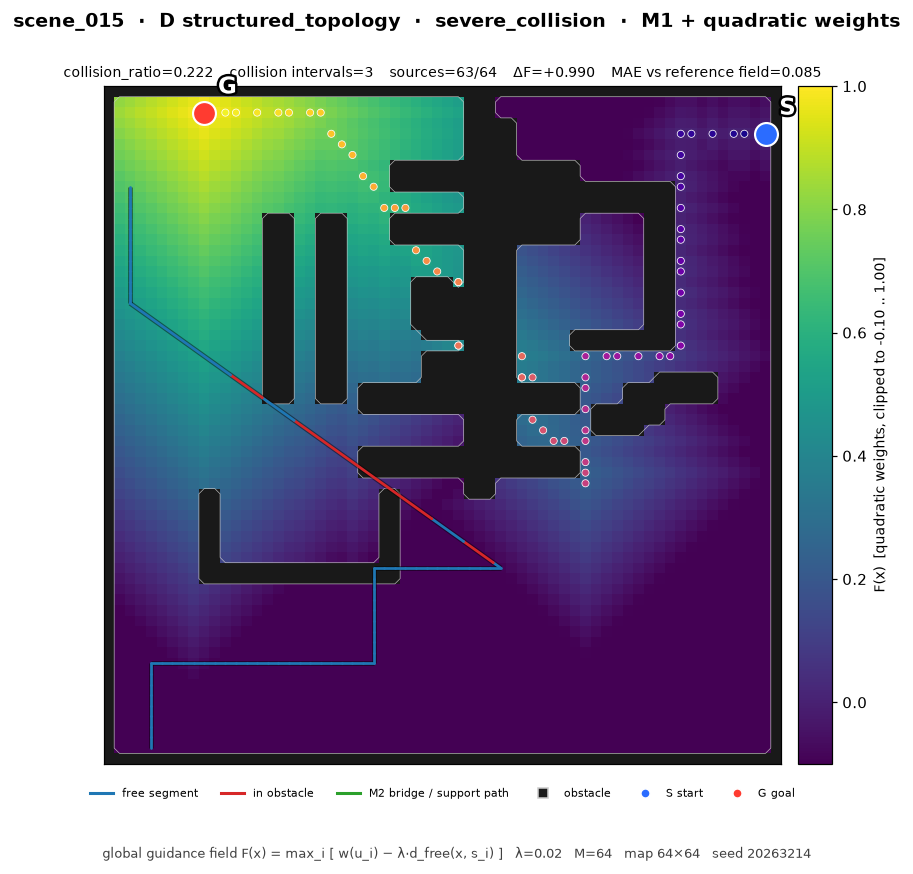 scene_015 · D structured_topology · severe_collision · M1 + quadratic weights
collision_ratio=0.222 collision intervals=3 sources=63/64 ΔF=+0.990 MAE vs reference field=0.085
G
S
1.0
0.8
0.6
0.4
0.2
0.0
F(x) [quadratic weights, clipped to -0.10 .. 1.00]
free segment
in obstacle
M2 bridge / support path
obstacle
S start
G goal
global guidance field F(x) = max_i [ w(u_i) − λ·d_free(x, s_i) ] λ=0.02 M=64 map 64×64 seed 20263214